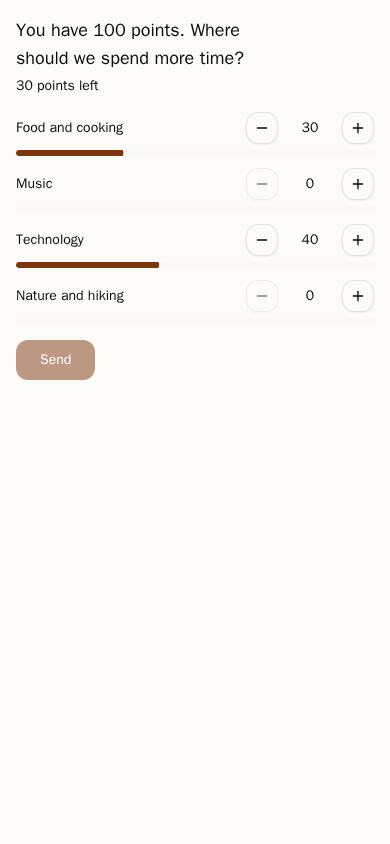 You have 100 points. Where
should we spend more time?
30 points left
Food and cooking 30
Music 0
Technology 40
Nature and hiking 0
Send